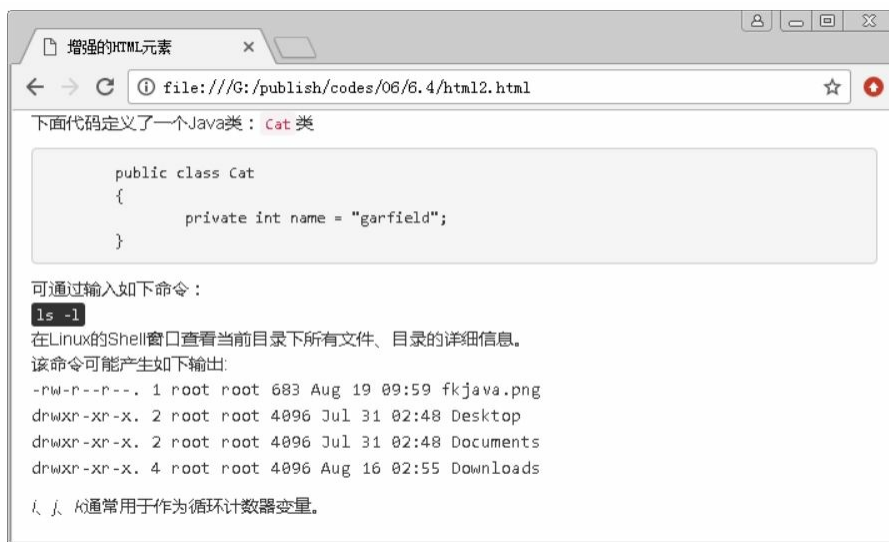 增强的HTML元素
file:///G:/publish/codes/06/6.4/html2.html
下面代码定义了一个Java类：Cat 类
public class Cat
{
private int name = "garfield";
}
可通过输入如下命令：
ls -l
在Linux的Shell窗口查看当前目录下所有文件、目录的详细信息。
该命令可能产生如下输出:
-rw-r--r--. 1 root root 683 Aug 19 09:59 fkjava.png
drwxr-xr-x. 2 root root 4096 Jul 31 02:48 Desktop
drwxr-xr-x. 2 root root 4096 Jul 31 02:48 Documents
drwxr-xr-x. 4 root root 4096 Aug 16 02:55 Downloads
i、j、k通常用于作为循环计数器变量。